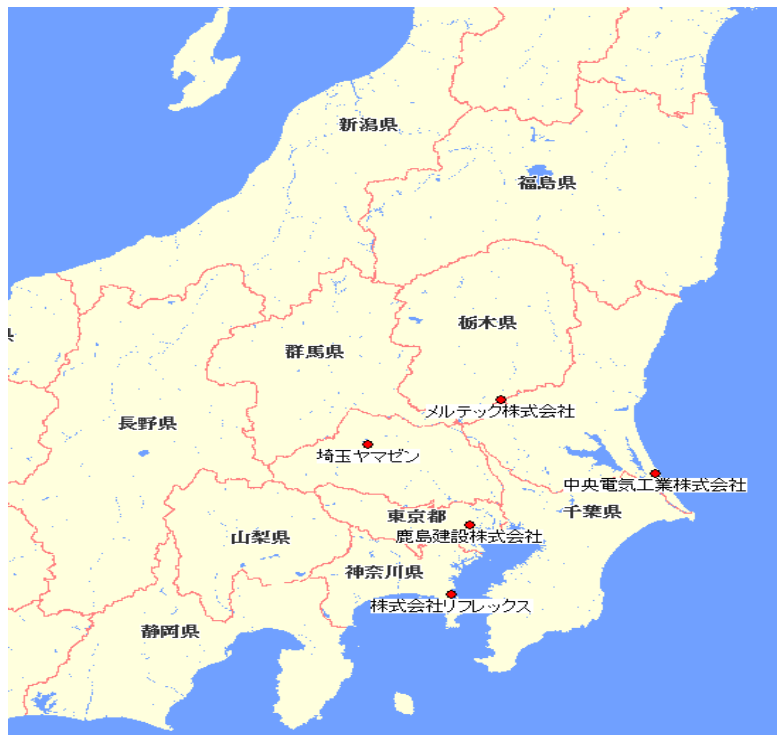 新潟県
福島県
県
栃木県
群馬県
メルテック株式会社
長野県
埼玉ヤマゼン
中央電気工業株式会社
千葉県
東京都
鹿島建設株式会社
山梨県
神奈川県
株式会社リフレックス
静岡県